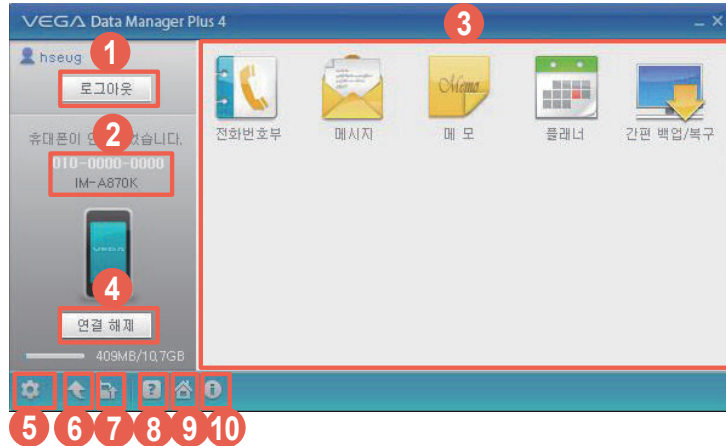 VEGA Data Manager Plus 4
3
hseug
1
로그아웃
2
휴대폰이
습니다.
010-0000-0000
IM-A870K
VEGA
4
연결 해제
409MB/10,7GB
전화번호부
메시지
Memo
메 모
플래너
간편 백업/복구
?
i
5 6 7 8 9 10